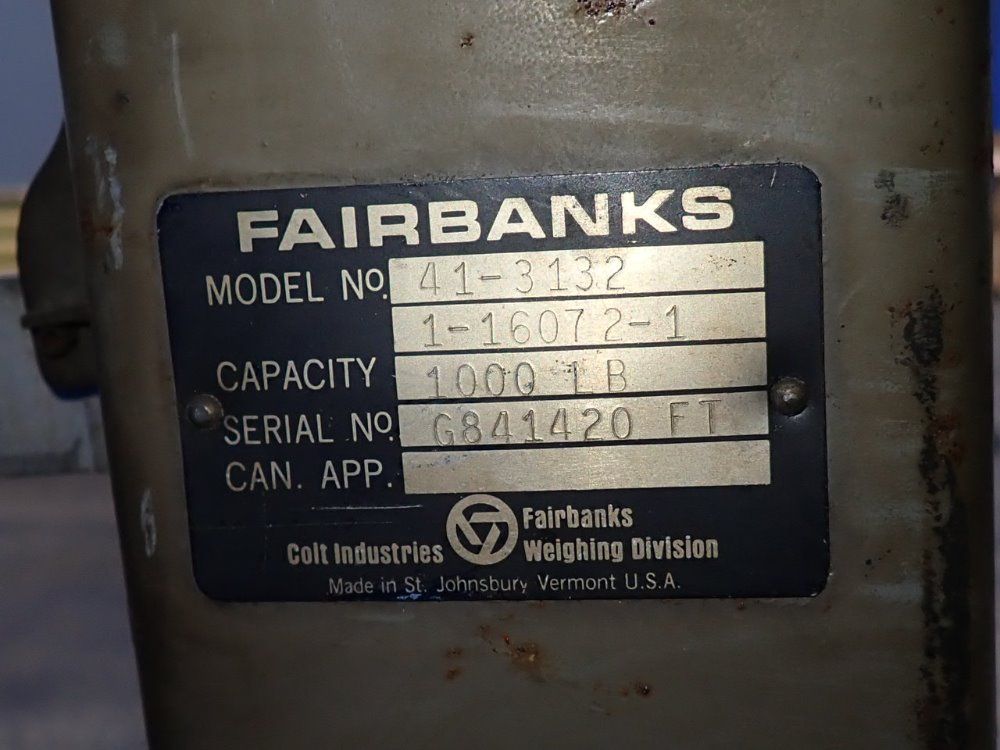 FAIRBANKS
MODEL NO. 41-3132
1-16072-1
CAPACITY 1000 LB
SERIAL NO. G841420 FT
CAN. APP.
Colt Industries Fairbanks Weighing Division
Made in St. Johnsbury Vermont U.S.A.